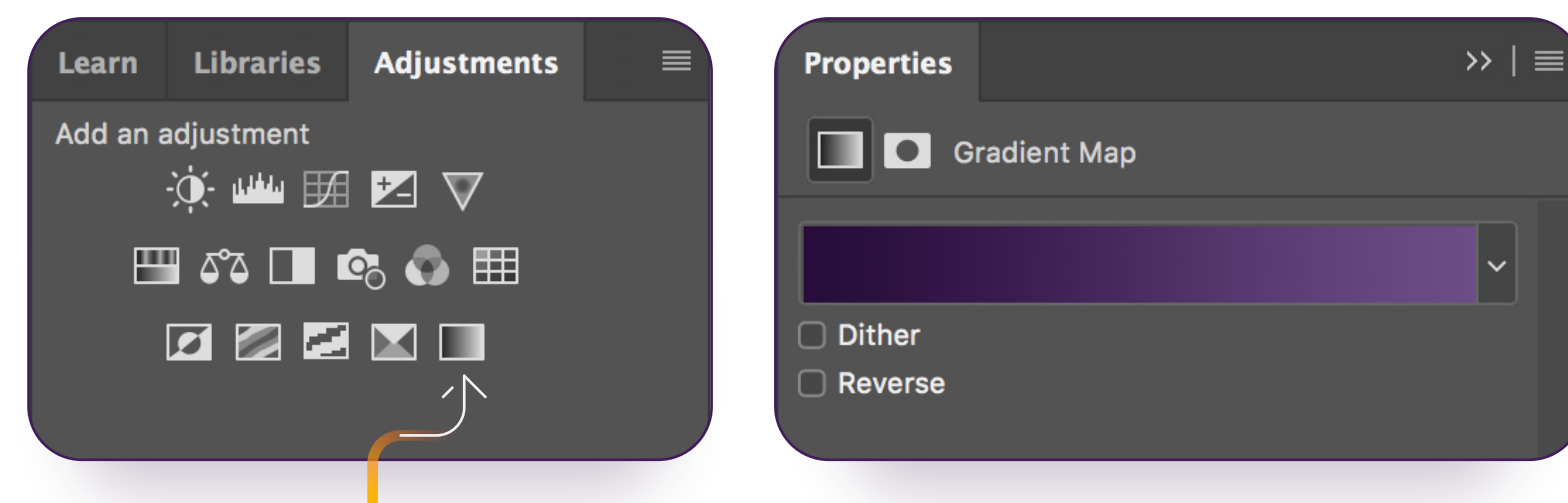 Learn Libraries Adjustments
Add an adjustment
Properties
Gradient Map
Dither
Reverse